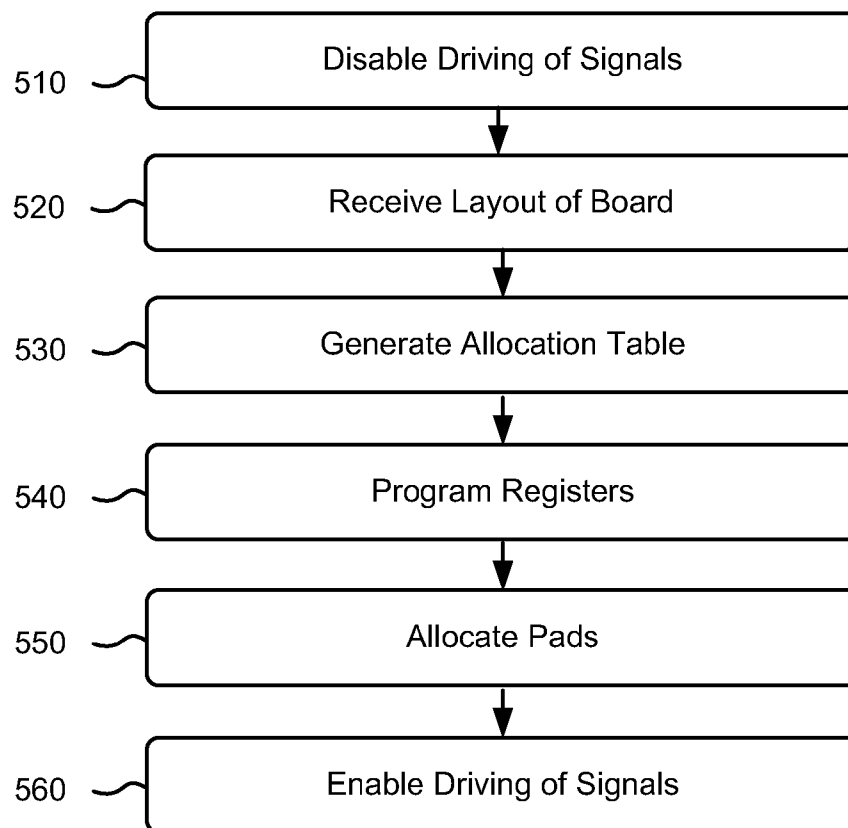 510 Disable Driving of Signals
520 Receive Layout of Board
530 Generate Allocation Table
540 Program Registers
550 Allocate Pads
560 Enable Driving of Signals